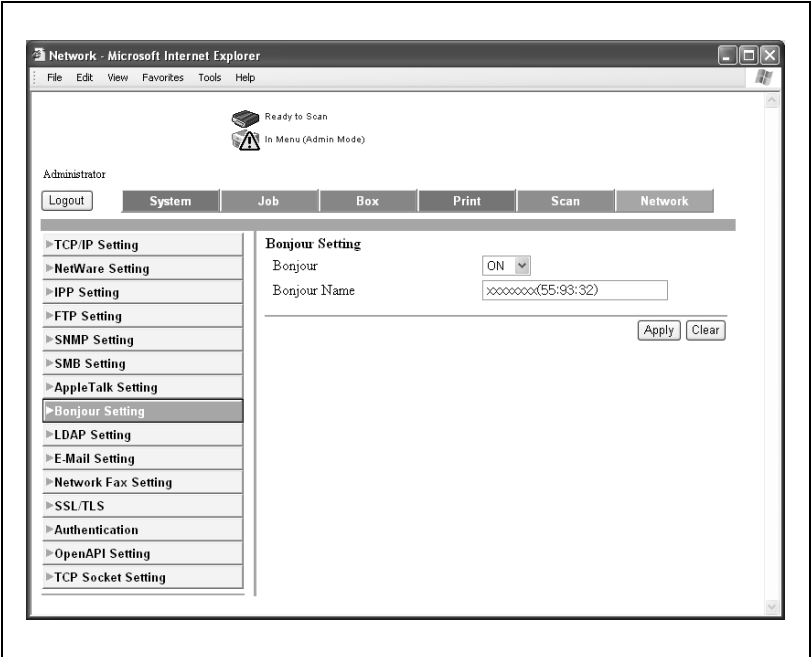 Network - Microsoft Internet Explorer
File Edit View Favorites Tools Help
Ready to Scan
In Menu (Admin Mode)
Administrator
Logout System Job Box Print Scan Network
TCP/IP Setting
NetWare Setting
IPP Setting
FTP Setting
SNMP Setting
SMB Setting
AppleTalk Setting
Bonjour Setting
LDAP Setting
E-Mail Setting
Network Fax Setting
SSL/TLS
Authentication
OpenAPI Setting
TCP Socket Setting
Bonjour Setting
Bonjour ON
Bonjour Name xxxxxxxx(55:93:32)
Apply Clear